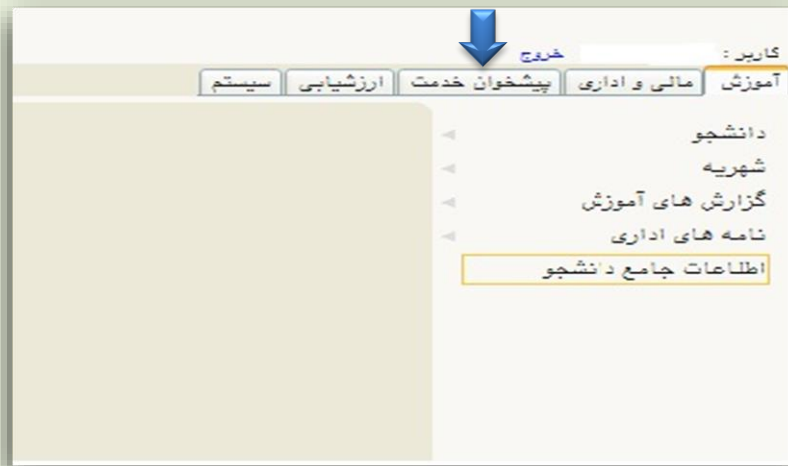 کاربر : خروج
آموزش مالی و اداری پیشخوان خدمت ارزشیابی سیستم
دانشجو
شهریه
گزارش های آموزش
نامه های اداری
اطلاعات جامع دانشجو